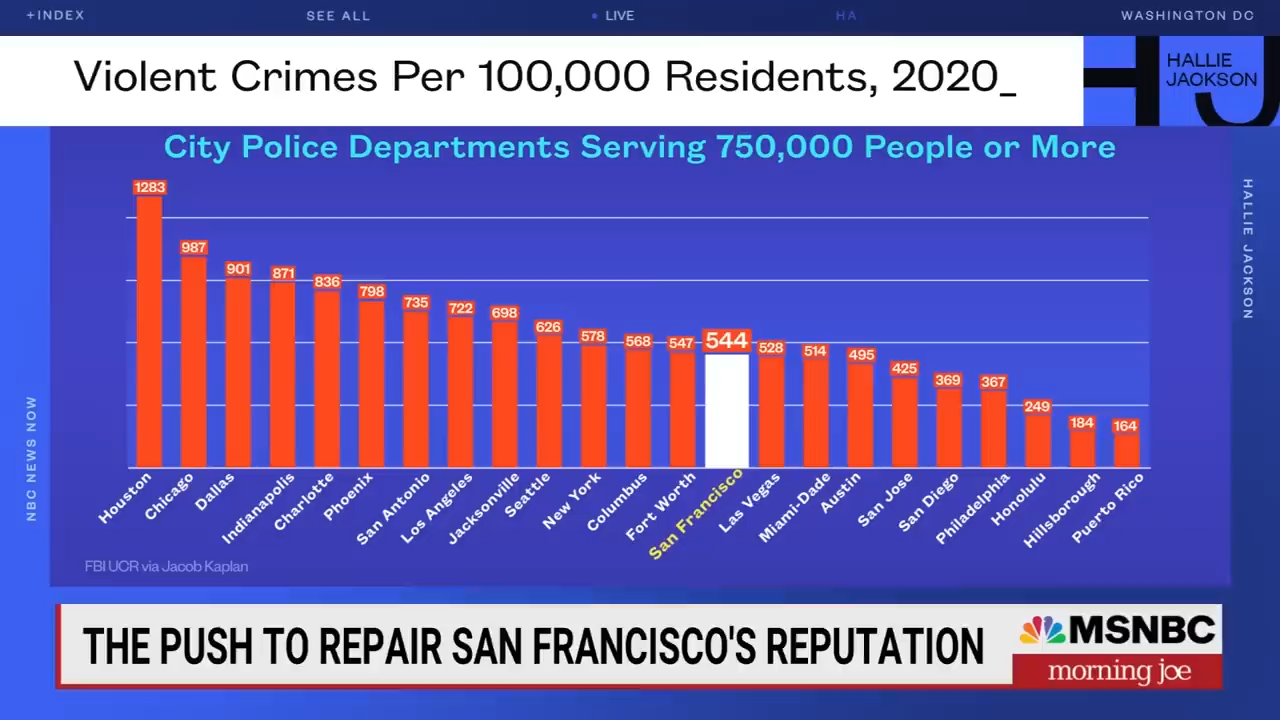 +INDEX SEE ALL • LIVE HA WASHINGTON DC
Violent Crimes Per 100,000 Residents, 2020_
HJ
HALLIE
JACKSON
City Police Departments Serving 750,000 People or More
1283
987
901
871
836
798
735
722
698
626
578
568
547
544
528
514
495
425
369
367
249
184
164
Houston
Chicago
Dallas
Indianapolis
Charlotte
Phoenix
San Antonio
Los Angeles
Jacksonville
Seattle
New York
Columbus
Fort Worth
San Francisco
Las Vegas
Miami-Dade
Austin
San Jose
San Diego
Philadelphia
Honolulu
Hillsborough
Puerto Rico
NBC NEWS NOW
HALLIE JACKSON
FBI UCR via Jacob Kaplan
THE PUSH TO REPAIR SAN FRANCISCO'S REPUTATION
MSNBC
morning joe